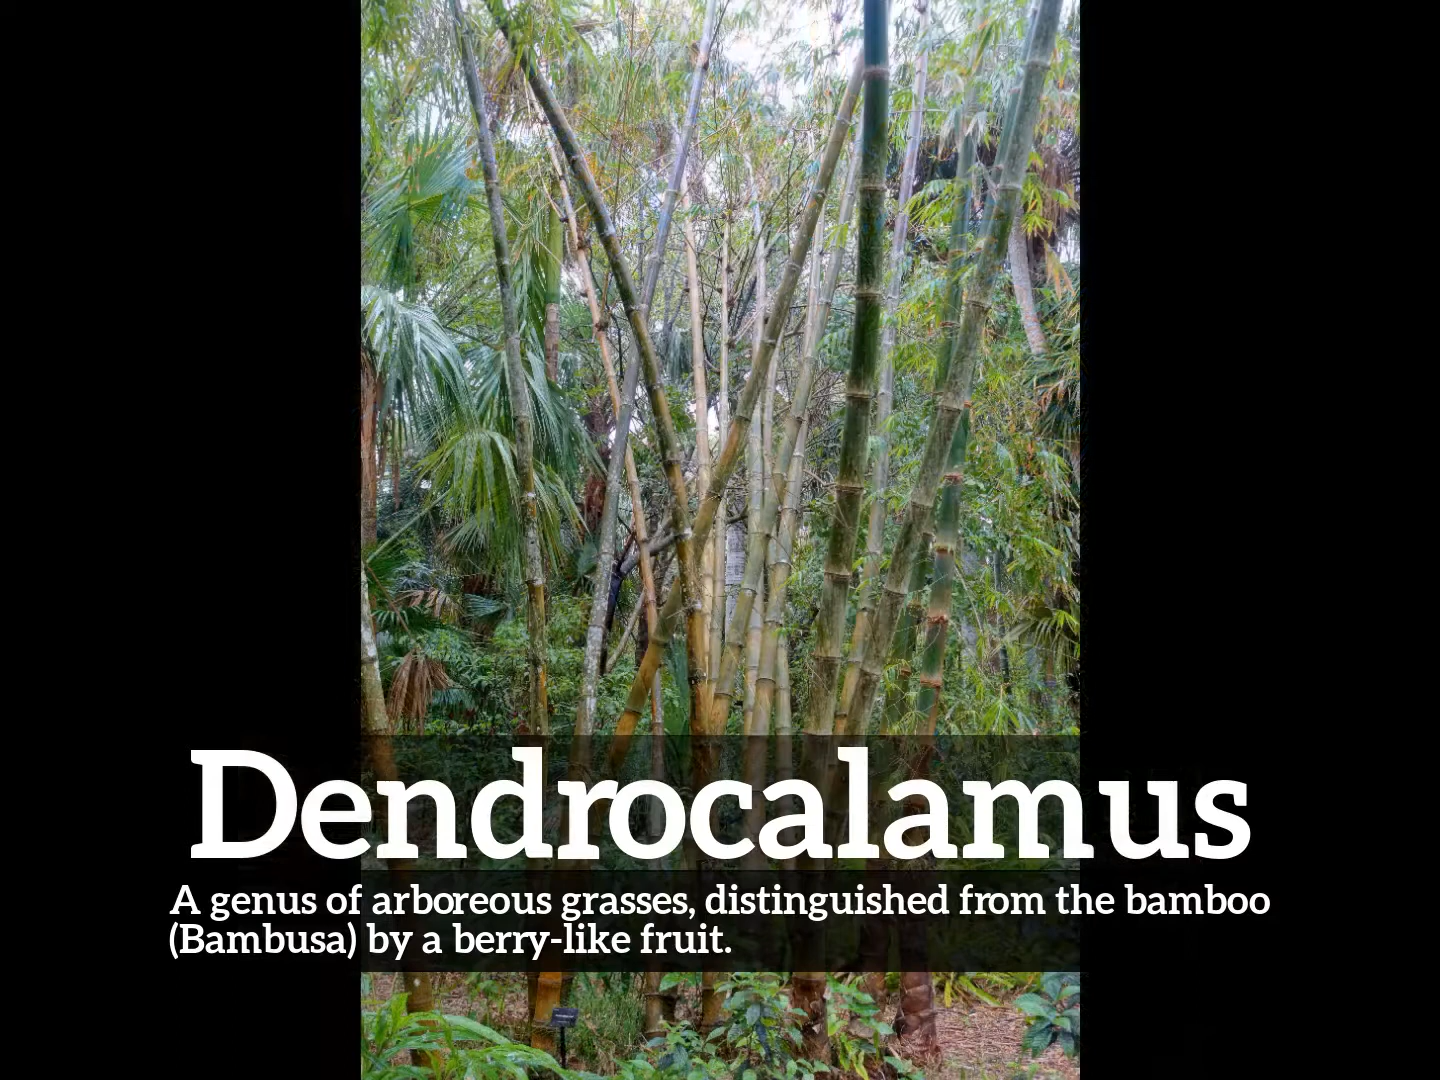 Dendrocalamus
A genus of arboreous grasses, distinguished from the bamboo
(Bambusa) by a berry-like fruit.